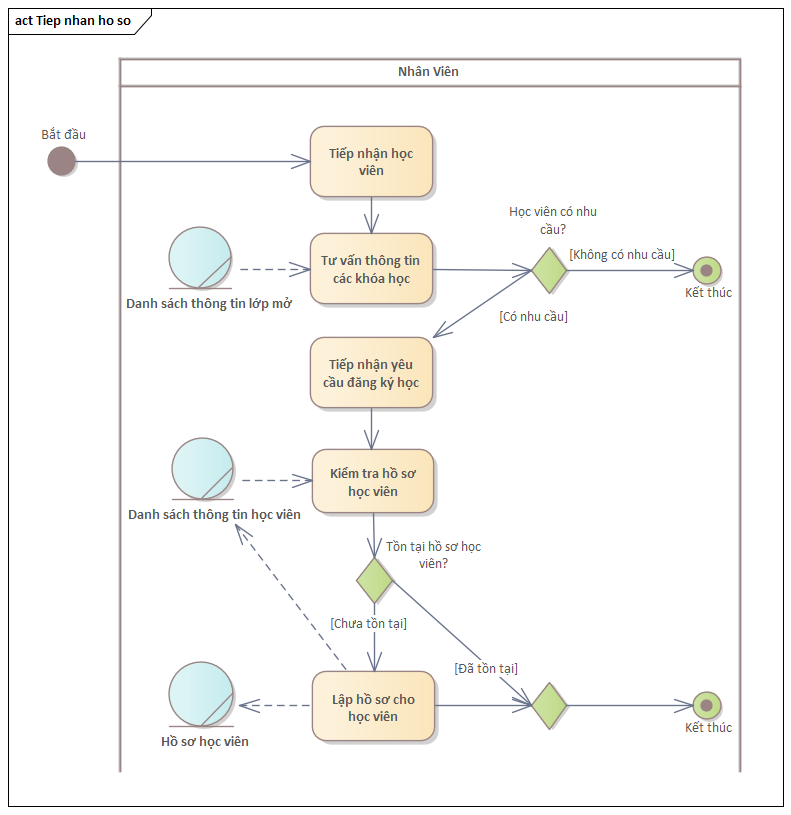 act Tiep nhan ho so
Nhân Viên
Bắt đầu
Tiếp nhận học
viên
Học viên có nhu
cầu?
Tư vấn thông tin
các khóa học
[Không có nhu cầu]
Danh sách thông tin lớp mở
Kết thúc
[Có nhu cầu]
Tiếp nhận yêu
cầu đăng ký học
Kiểm tra hồ sơ
học viên
Danh sách thông tin học viên
Tồn tại hồ sơ học
viên?
[Chưa tồn tại]
[Đã tồn tại]
Lập hồ sơ cho
học viên
Hồ sơ học viên
Kết thúc